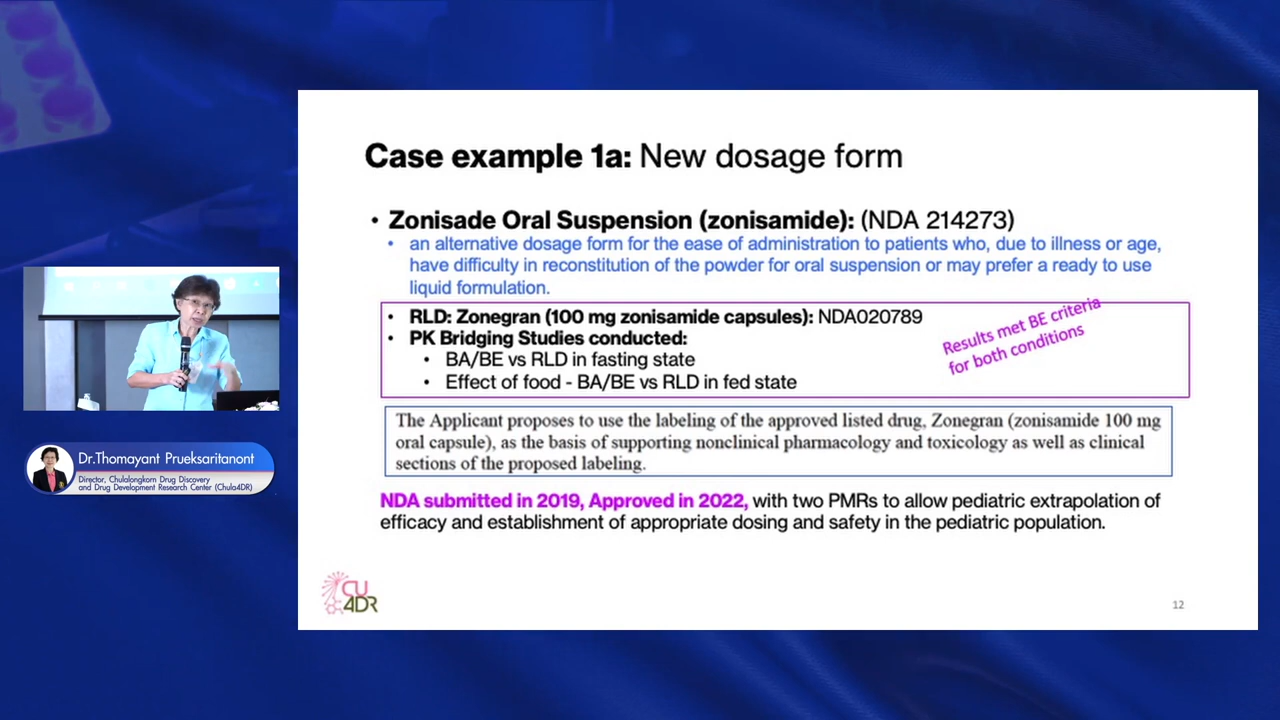 Case example 1a: New dosage form
• Zonisade Oral Suspension (zonisamide): (NDA 214273)
• an alternative dosage form for the ease of administration to patients who, due to illness or age,
have difficulty in reconstitution of the powder for oral suspension or may prefer a ready to use
liquid formulation.
• RLD: Zonegran (100 mg zonisamide capsules): NDA020789
• PK Bridging Studies conducted:
• BA/BE vs RLD in fasting state
• Effect of food - BA/BE vs RLD in fed state
Results met BE criteria
for both conditions
The Applicant proposes to use the labeling of the approved listed drug, Zonegran (zonisamide 100 mg
oral capsule), as the basis of supporting nonclinical pharmacology and toxicology as well as clinical
sections of the proposed labeling.
NDA submitted in 2019, Approved in 2022, with two PMRs to allow pediatric extrapolation of
efficacy and establishment of appropriate dosing and safety in the pediatric population.
CU
4DR
12
Dr.Thomayant Prueksaritanont
Director, Chulalongkorn Drug Discovery
and Drug Development Research Center (Chula4DR)